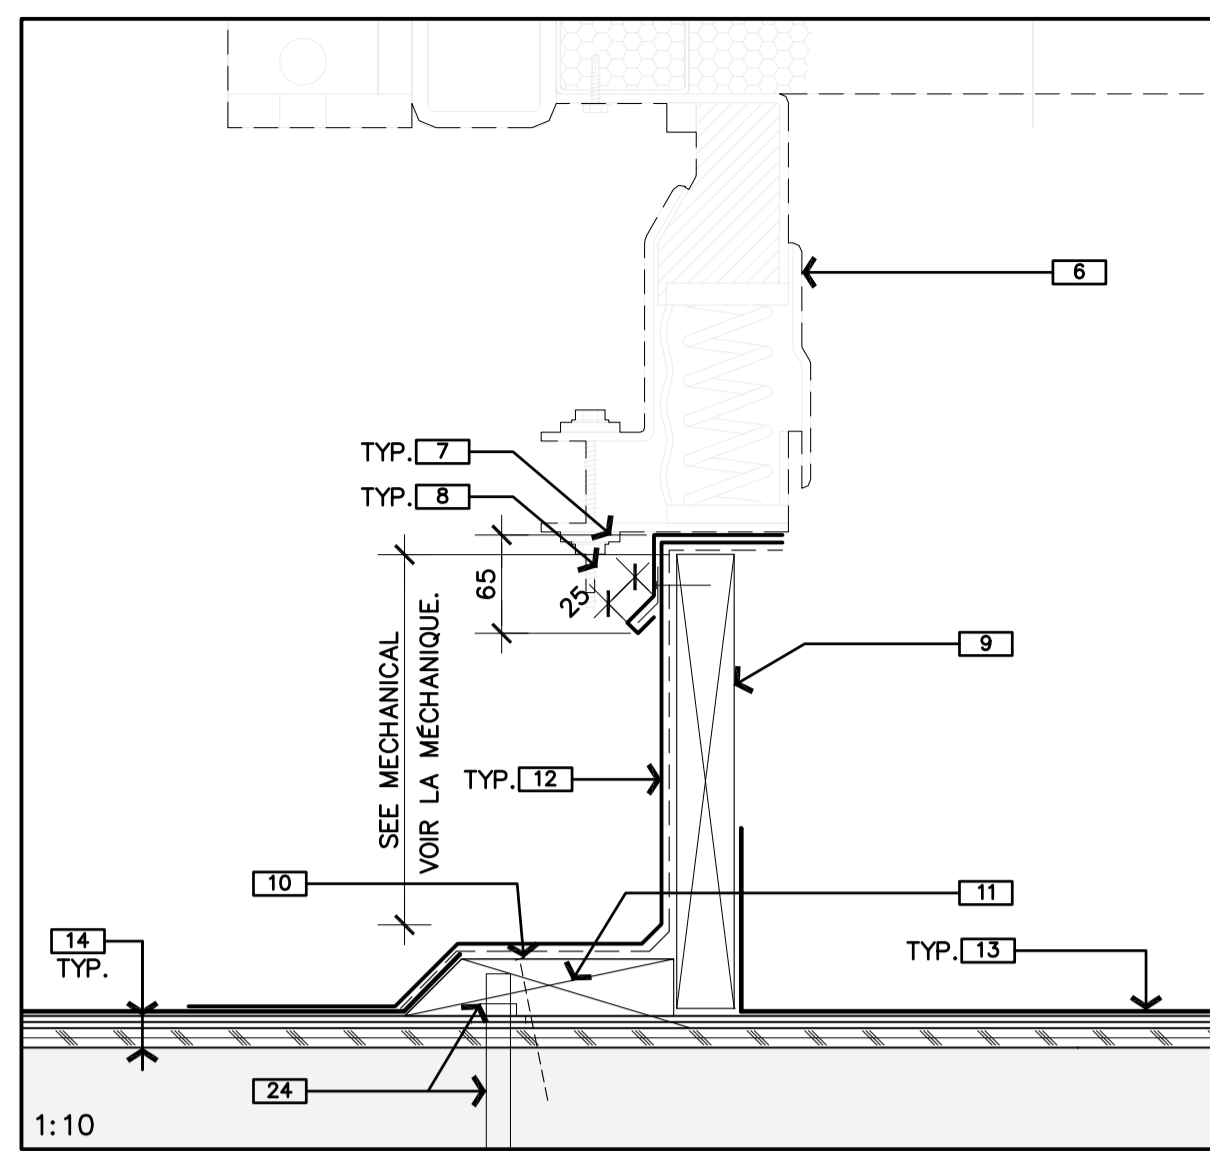 6
TYP. 7
TYP. 8
65
25
SEE MECHANICAL
VOIR LA MÉCHANIQUE.
9
TYP. 12
10
11
14
TYP.
TYP. 13
24
1:10